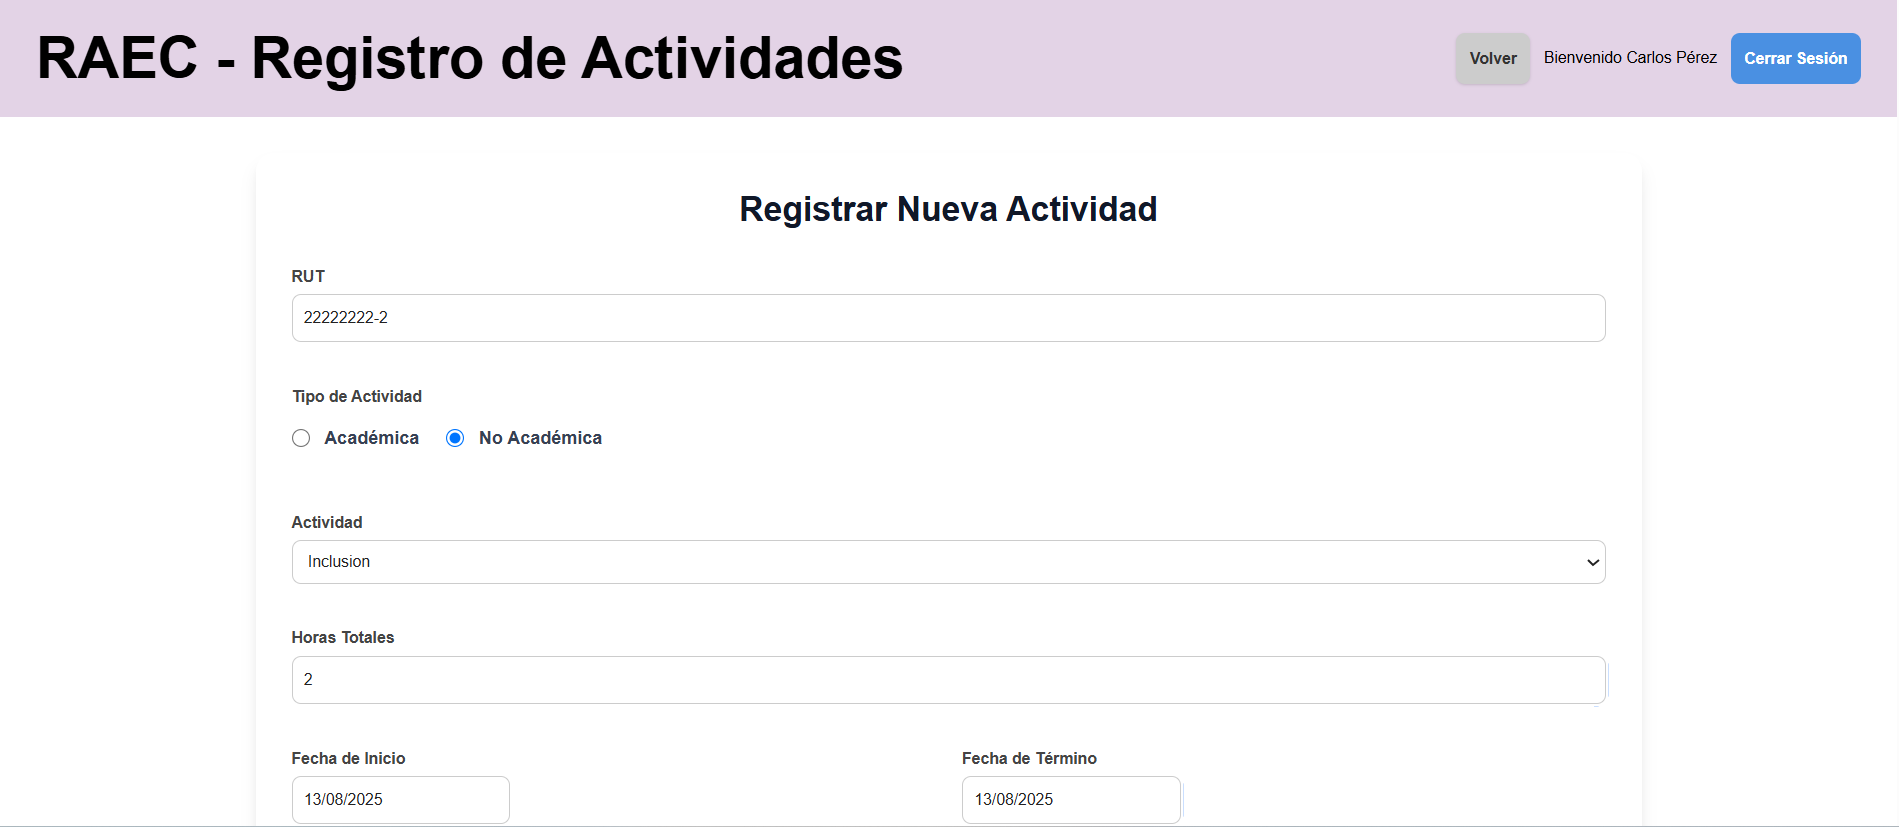 RAEC - Registro de Actividades
Volver
Bienvenido Carlos Pérez
Cerrar Sesión
Registrar Nueva Actividad
RUT
22222222-2
Tipo de Actividad
Académica
No Académica
Actividad
Inclusion
Horas Totales
2
Fecha de Inicio
13/08/2025
Fecha de Término
13/08/2025